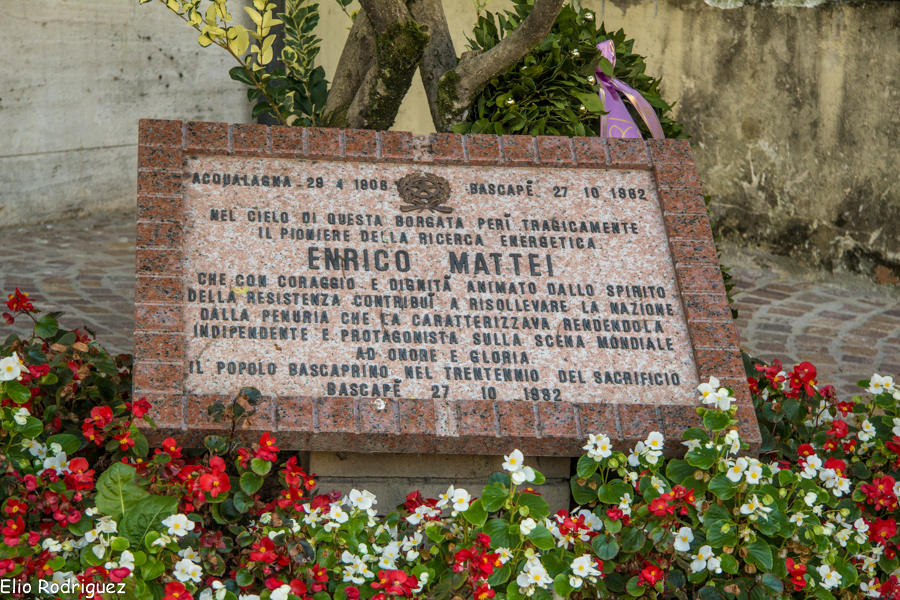 ACQUALAGNA - 29 4 1906 BASCAPĖ 27 10 1962
NEL CIELO DI QUESTA BORGATA PERÌ TRAGICAMENTE
IL PIONIERE DELLA RICERCA ENERGETICA
ENRICO MATTEI
CHE CON CORAGGIO E DIGNITÀ ANIMATO DALLO SPIRITO
DELLA RESISTENZA CONTRIBUÌ A RISOLLEVARE LA NAZIONE
DALLA PENURIA CHE LA CARATTERIZZAVA RENDENDOLA
INDIPENDENTE E PROTAGONISTA SULLA SCENA MONDIALE
AD ONORE E GLORIA
IL POPOLO BASCAPRINO NEL TRENTENNIO DEL SACRIFICIO
BASCAPĖ 27 10 1992
Elio Rodriguez